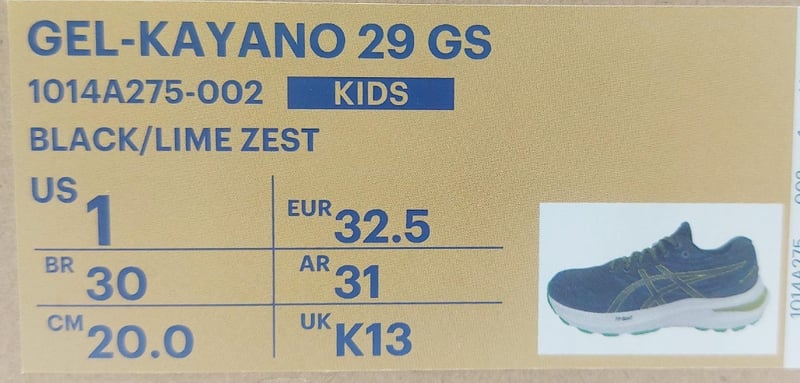 GEL-KAYANO 29 GS
1014A275-002 KIDS
BLACK/LIME ZEST
US 1 EUR 32.5
BR 30 AR 31
CM 20.0 UK K13